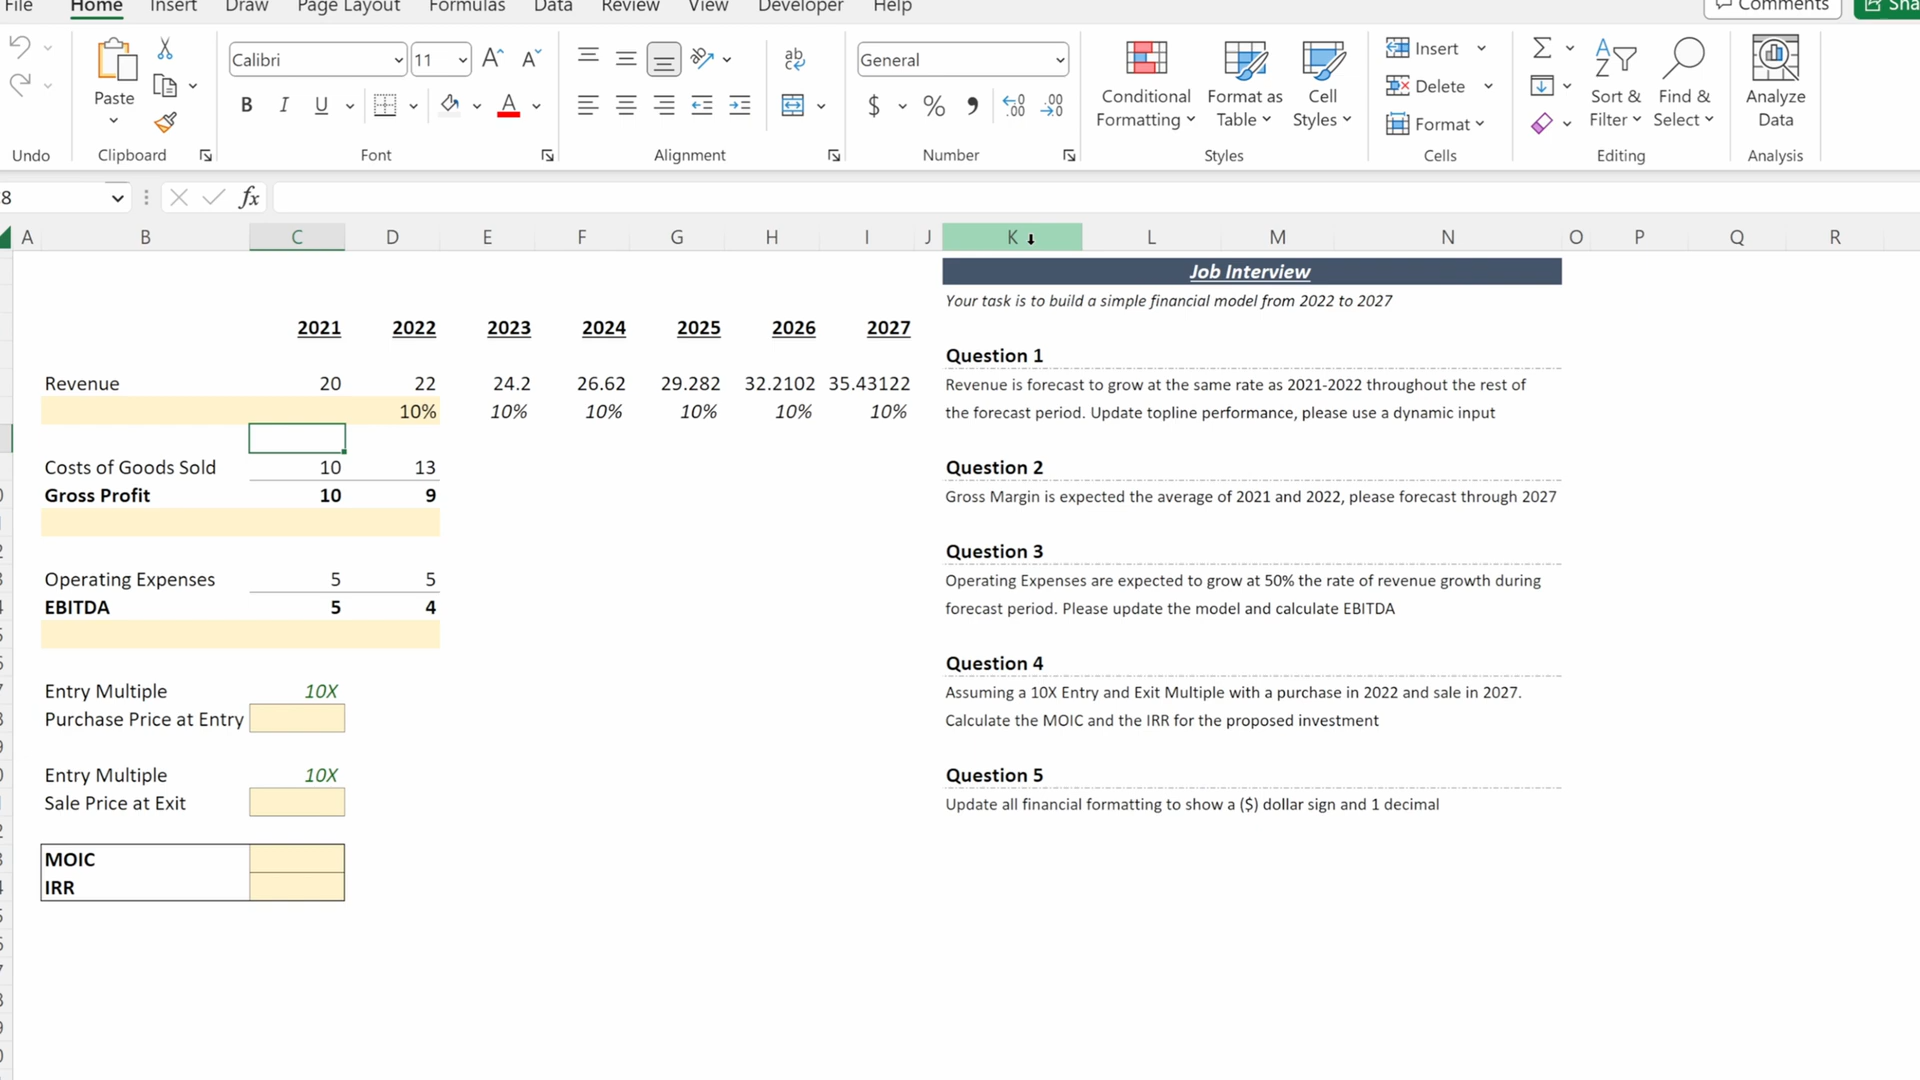 File Home Insert Draw Page Layout Formulas Data Review View Developer Help Comments
Calibri 11 General Insert
Paste B I U $ % Conditional Formatting Format as Table Cell Styles Delete Sort & Filter Find & Select Analyze Data
Format
Undo Clipboard Font Alignment Number Styles Cells Editing Analysis
8 fx
A B C D E F G H I J K L M N O P Q R
Job Interview
Your task is to build a simple financial model from 2022 to 2027
2021 2022 2023 2024 2025 2026 2027
Question 1
Revenue 20 22 24.2 26.62 29.282 32.2102 35.43122 Revenue is forecast to grow at the same rate as 2021-2022 throughout the rest of
10% 10% 10% 10% 10% 10% the forecast period. Update topline performance, please use a dynamic input
Costs of Goods Sold 10 13 Question 2
Gross Profit 10 9 Gross Margin is expected the average of 2021 and 2022, please forecast through 2027
Question 3
Operating Expenses 5 5 Operating Expenses are expected to grow at 50% the rate of revenue growth during
EBITDA 5 4 forecast period. Please update the model and calculate EBITDA
Question 4
Entry Multiple 10X Assuming a 10X Entry and Exit Multiple with a purchase in 2022 and sale in 2027.
Purchase Price at Entry Calculate the MOIC and the IRR for the proposed investment
Entry Multiple 10X Question 5
Sale Price at Exit Update all financial formatting to show a ($) dollar sign and 1 decimal
MOIC
IRR